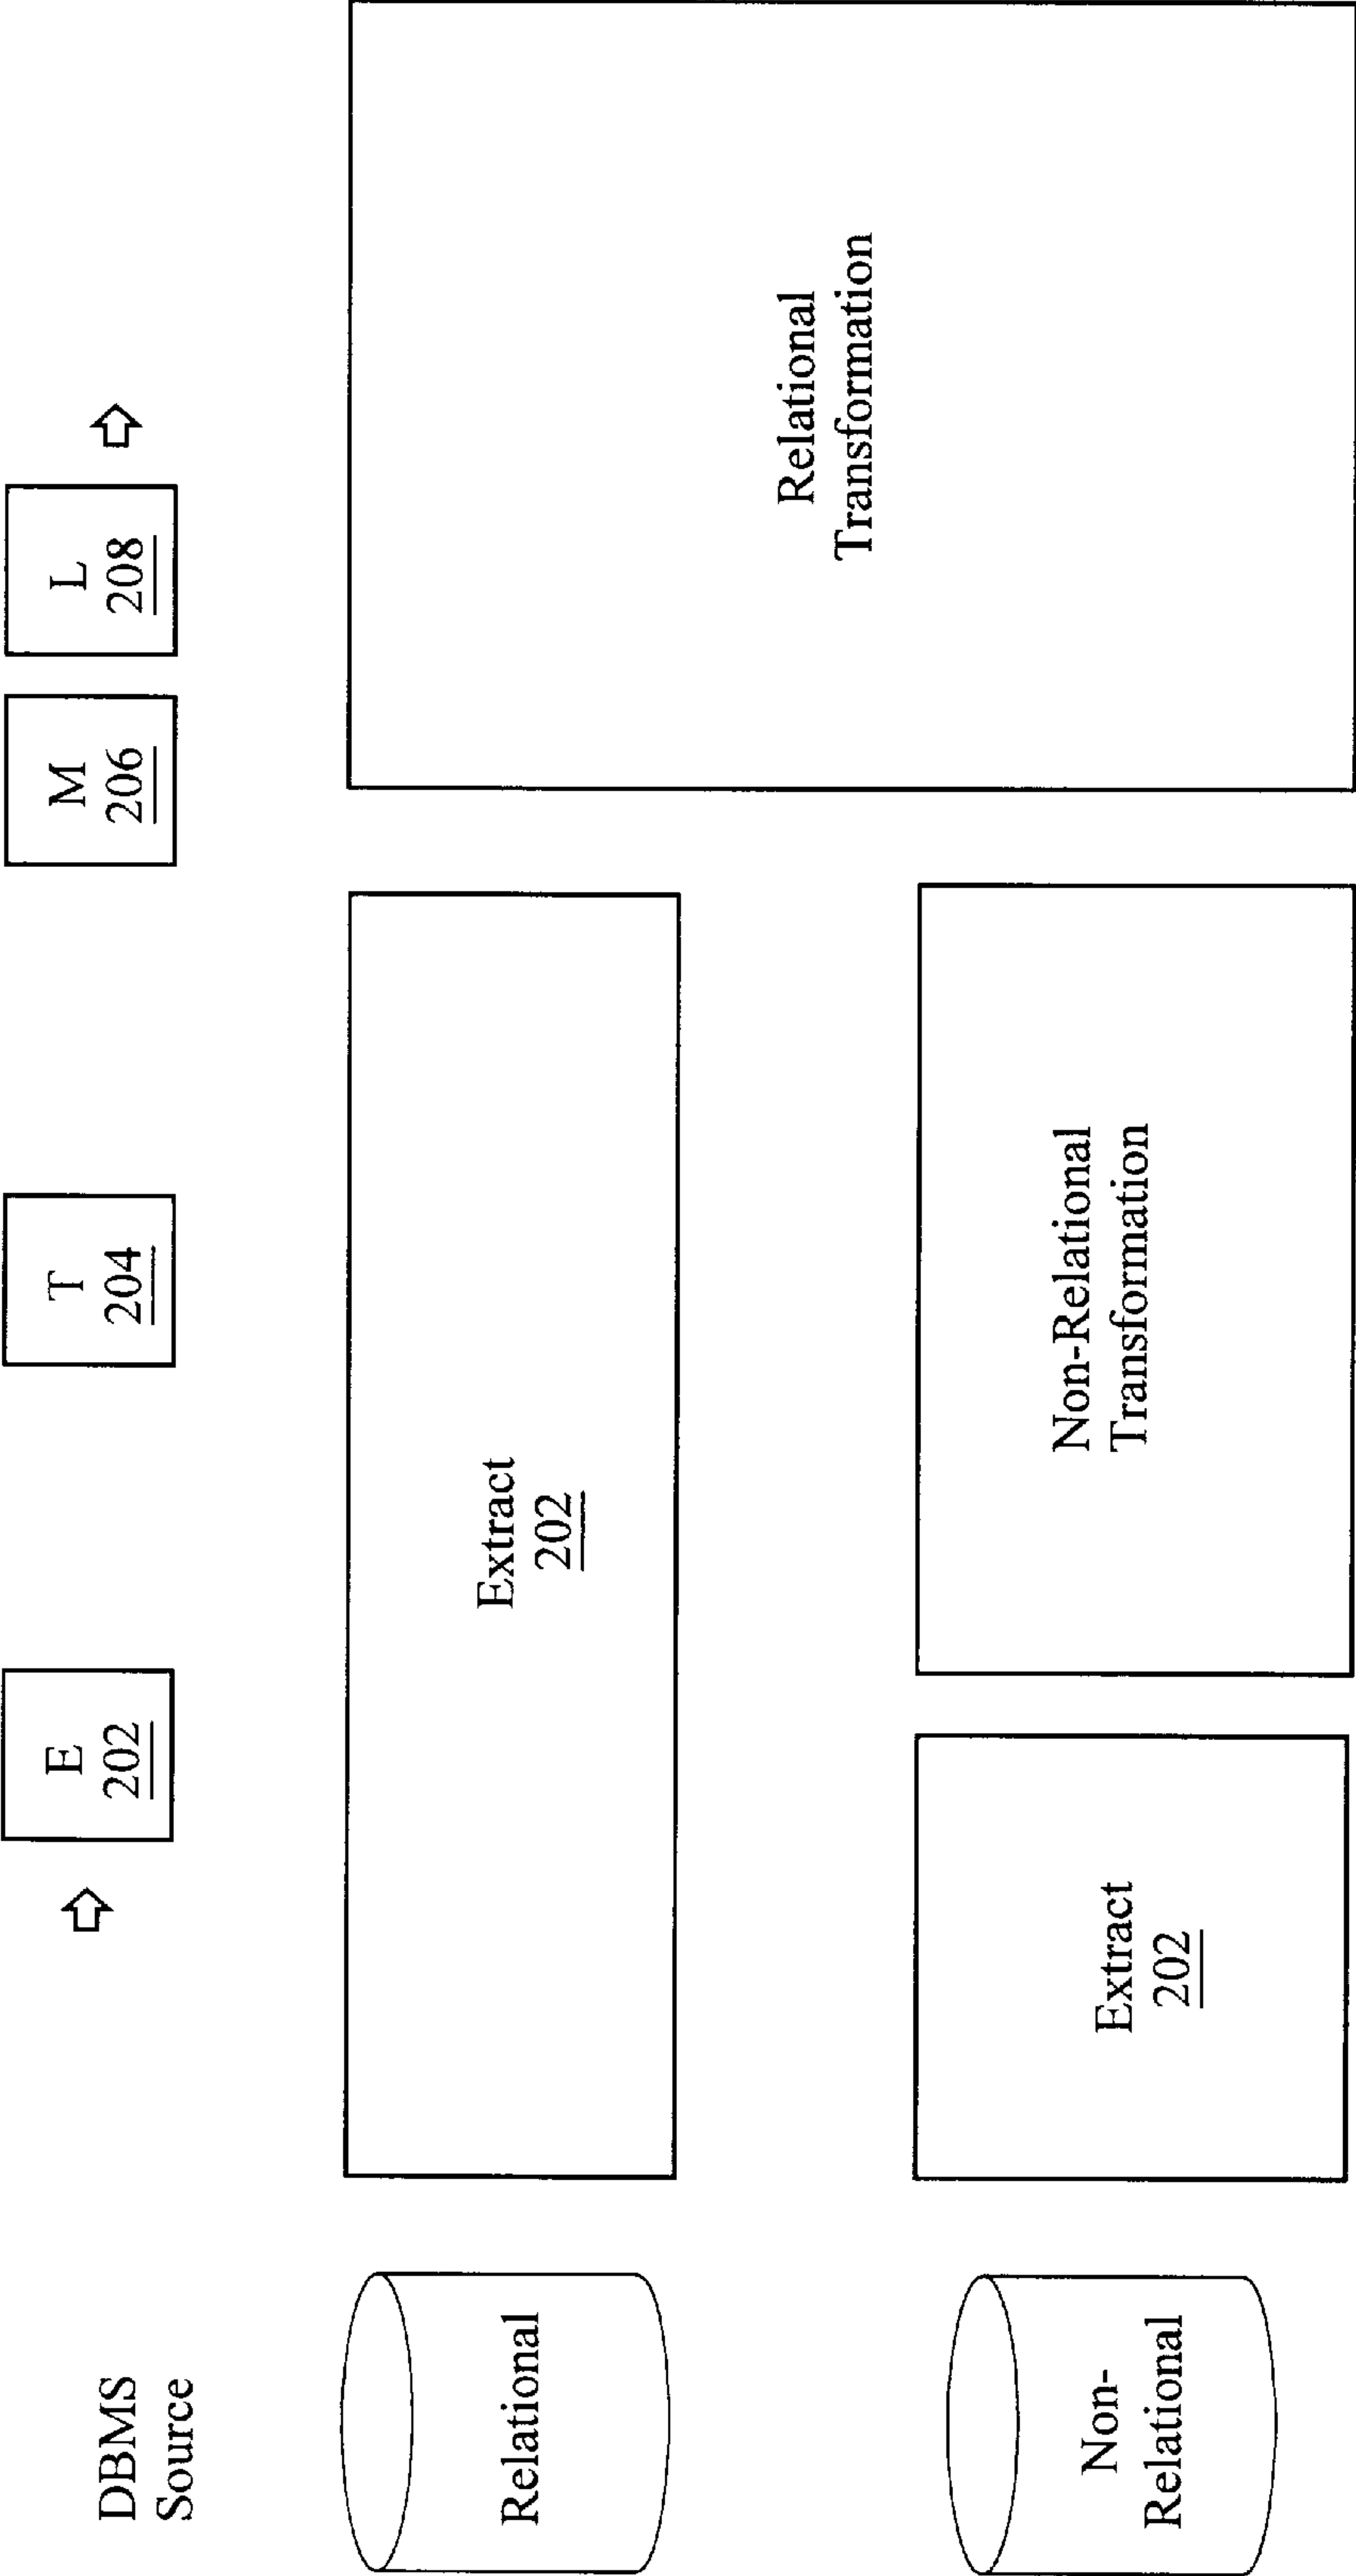 DBMS
Source
E
202
T
204
M
206
L
208
Relational
Extract
202
Relational
Transformation
Non-
Relational
Extract
202
Non-Relational
Transformation